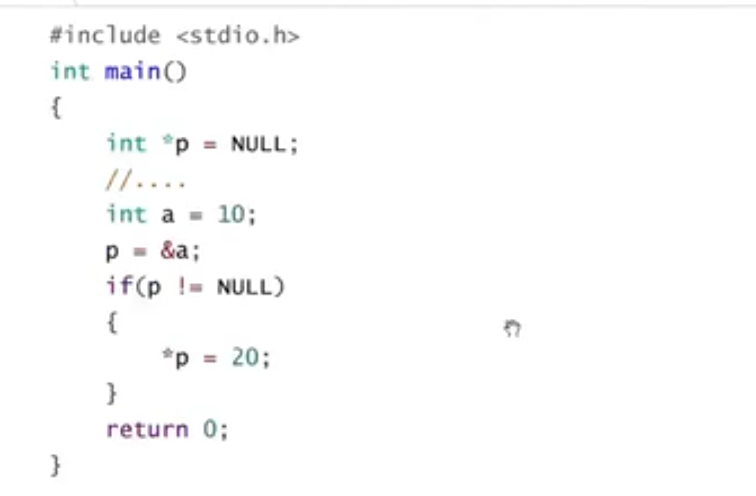 #include <stdio.h>
int main()
{
    int *p = NULL;
    //....
    int a = 10;
    p = &a;
    if(p != NULL)
    {
        *p = 20;
    }
    return 0;
}